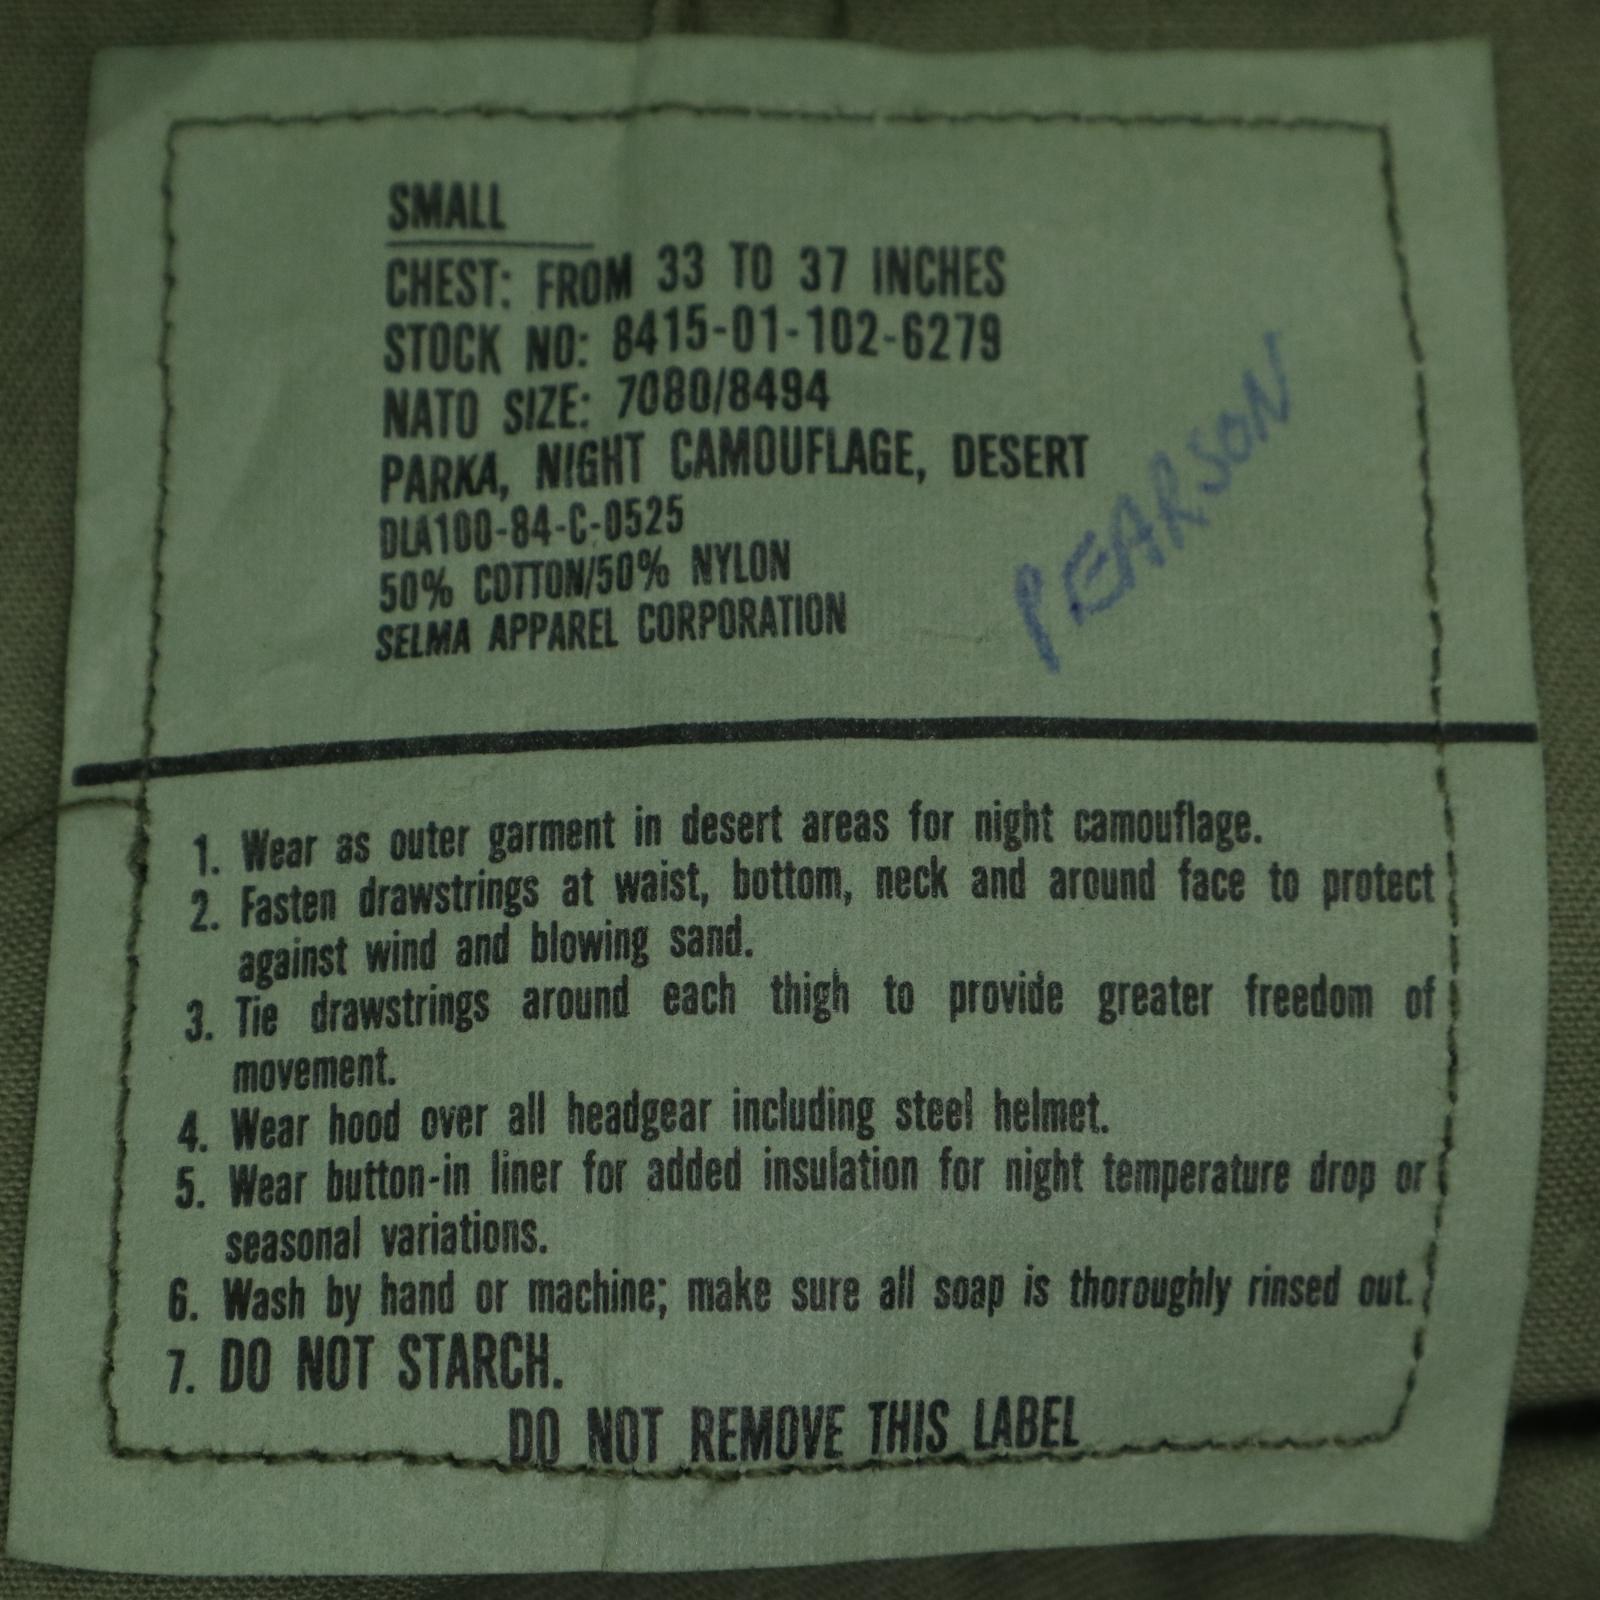 SMALL
CHEST: FROM 33 TO 37 INCHES
STOCK NO: 8415-01-102-6279
NATO SIZE: 7080/8494
PARKA, NIGHT CAMOUFLAGE, DESERT
DLA100-84-C-0525
50% COTTON/50% NYLON
SELMA APPAREL CORPORATION
PEARSON
1. Wear as outer garment in desert areas for night camouflage.
2. Fasten drawstrings at waist, bottom, neck and around face to protect
against wind and blowing sand.
3. Tie drawstrings around each thigh to provide greater freedom of
movement.
4. Wear hood over all headgear including steel helmet.
5. Wear button-in liner for added insulation for night temperature drop or
seasonal variations.
6. Wash by hand or machine; make sure all soap is thoroughly rinsed out.
7. DO NOT STARCH.
DO NOT REMOVE THIS LABEL